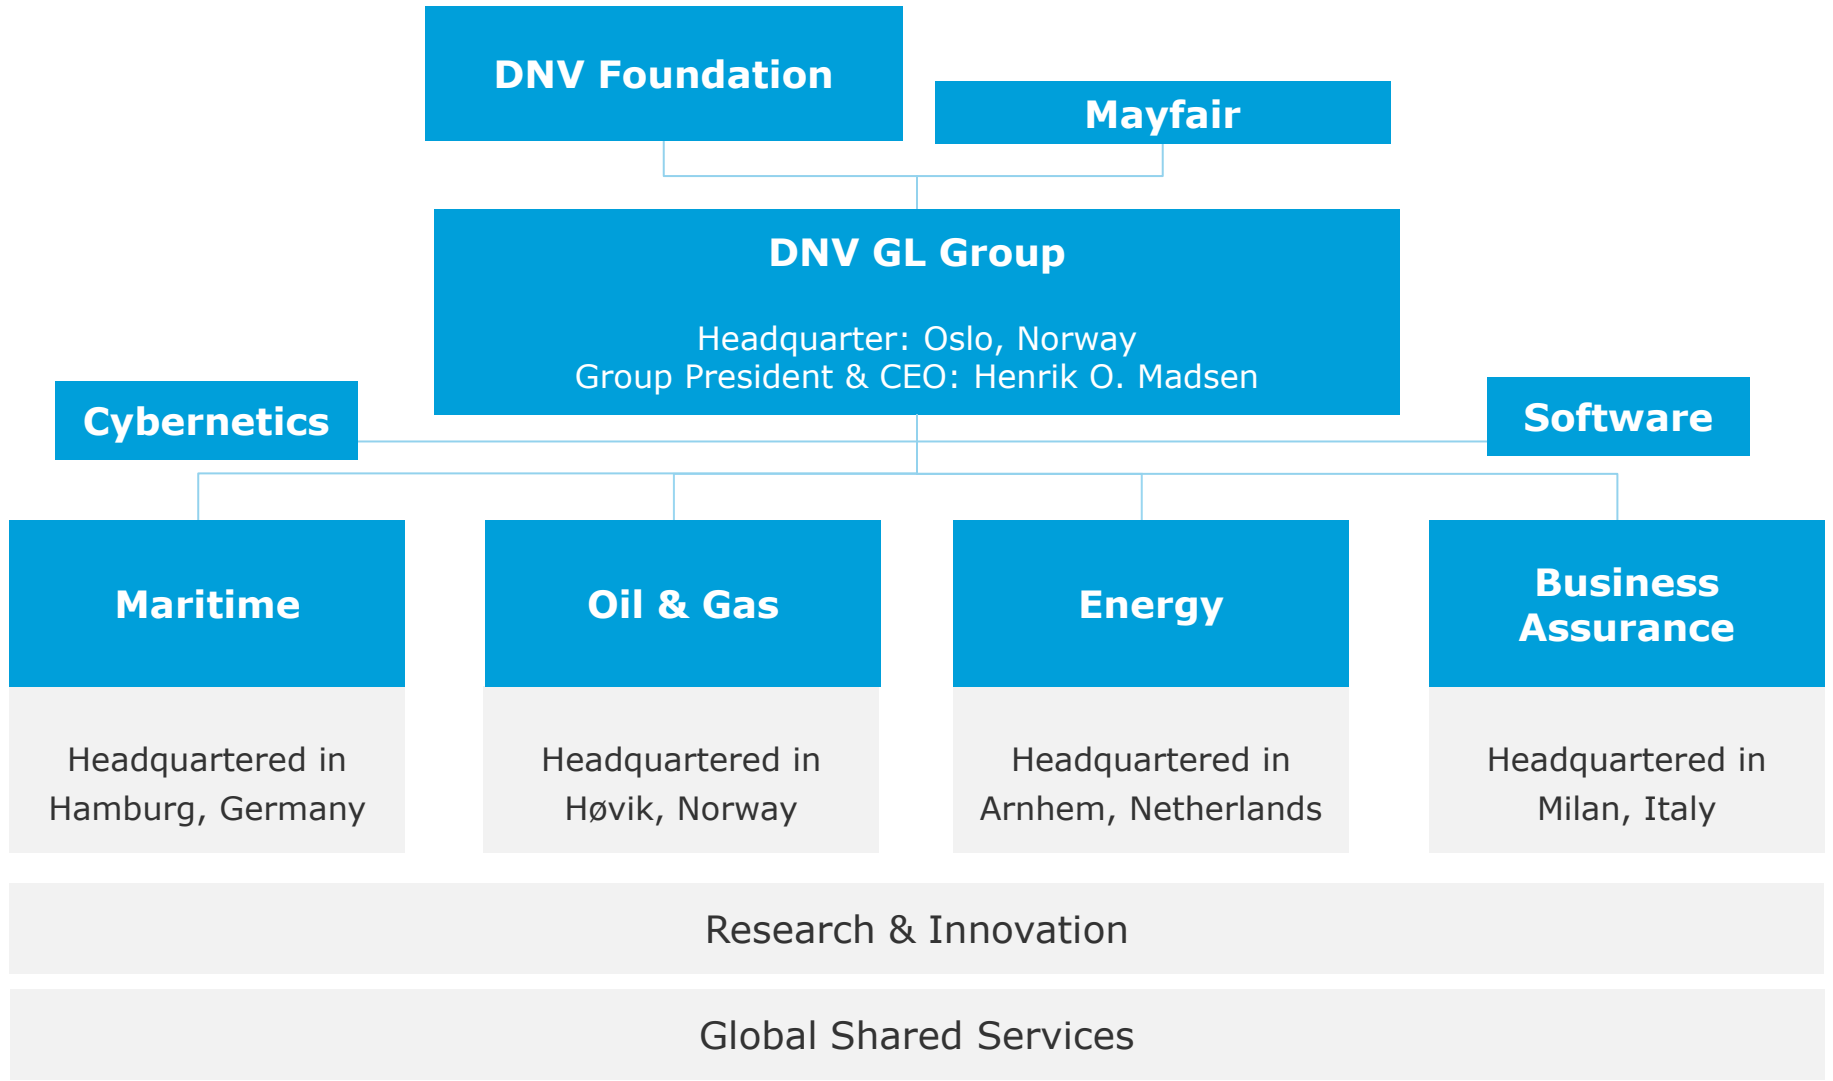 DNV Foundation
Mayfair
DNV GL Group
Headquarter: Oslo, Norway
Group President & CEO: Henrik O. Madsen
Cybernetics
Software
Maritime
Oil & Gas
Energy
Business
Assurance
Headquartered in
Hamburg, Germany
Headquartered in
Høvik, Norway
Headquartered in
Arnhem, Netherlands
Headquartered in
Milan, Italy
Research & Innovation
Global Shared Services